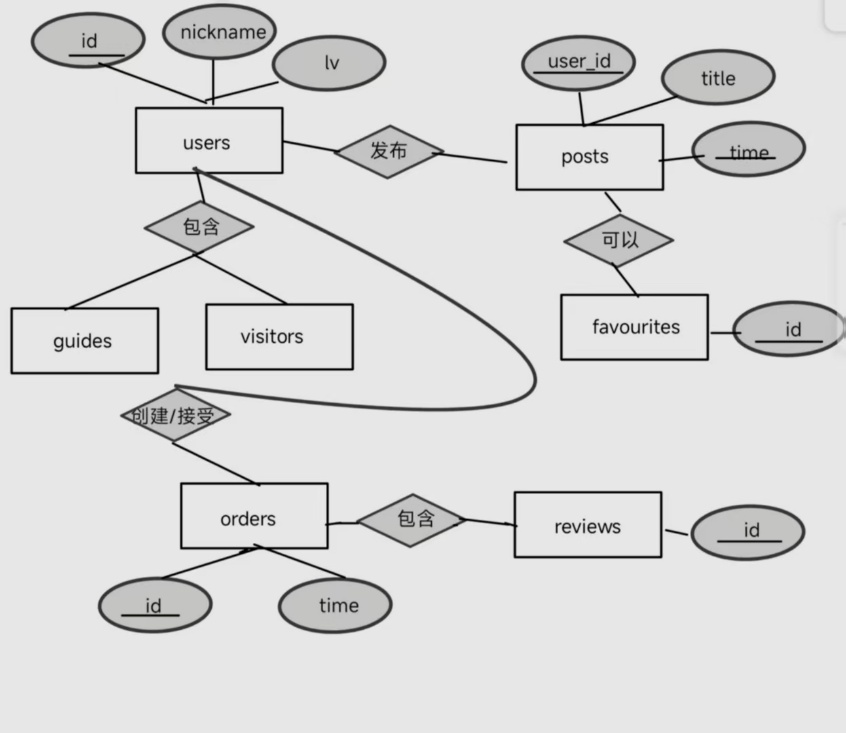 id
nickname
lv
user_id
title
users
发布
posts
time
包含
可以
guides
visitors
favourites
id
创建/接受
orders
包含
reviews
id
id
time